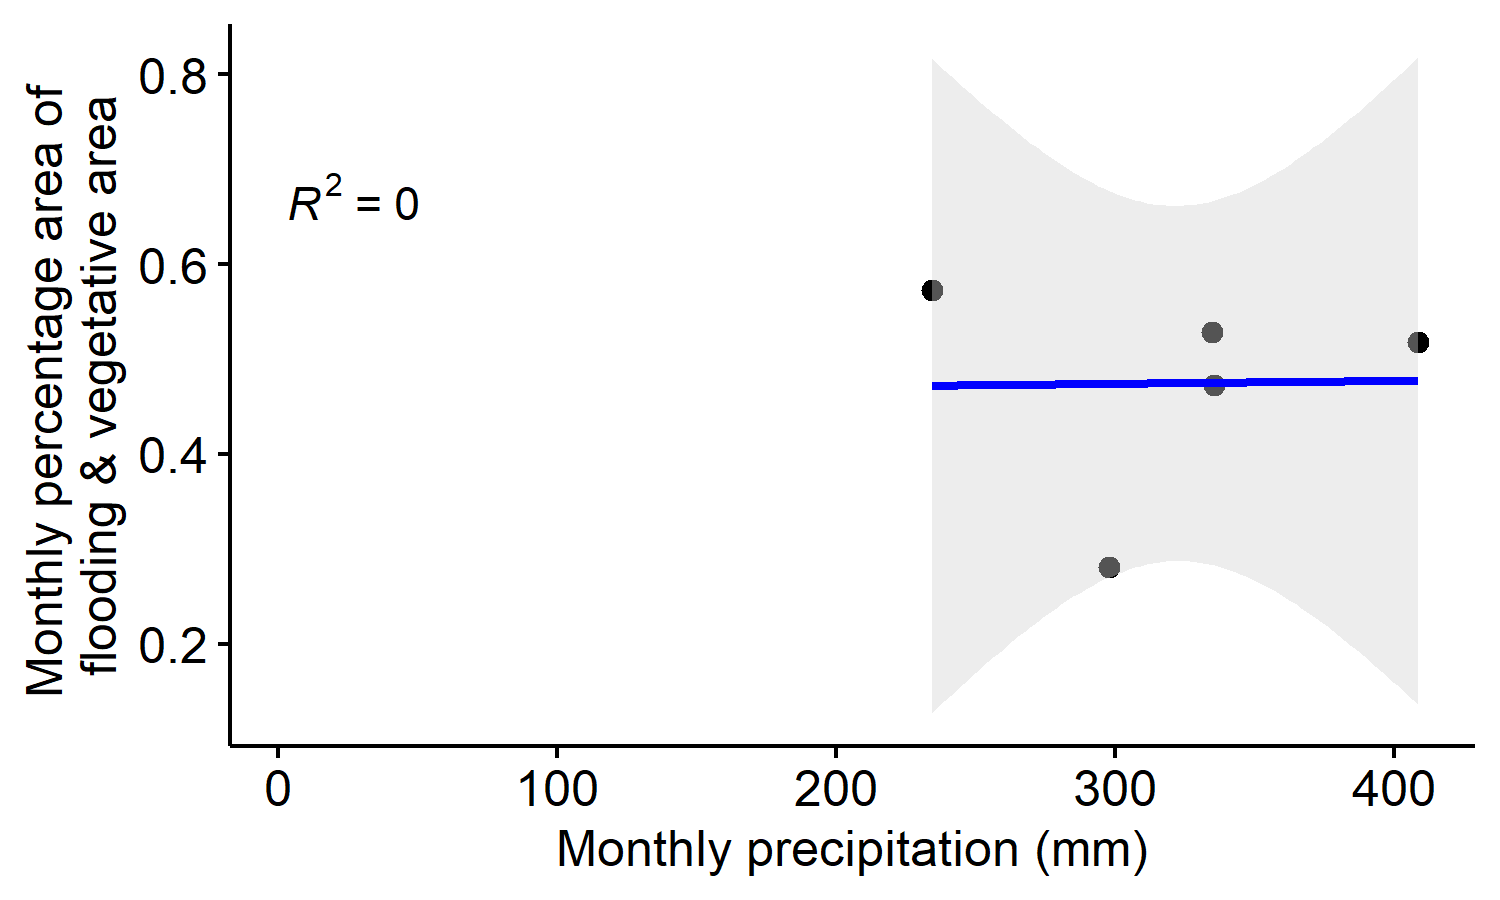 Monthly percentage area of
flooding & vegetative area
0.8
0.6
0.4
0.2
R² = 0
0 100 200 300 400
Monthly precipitation (mm)